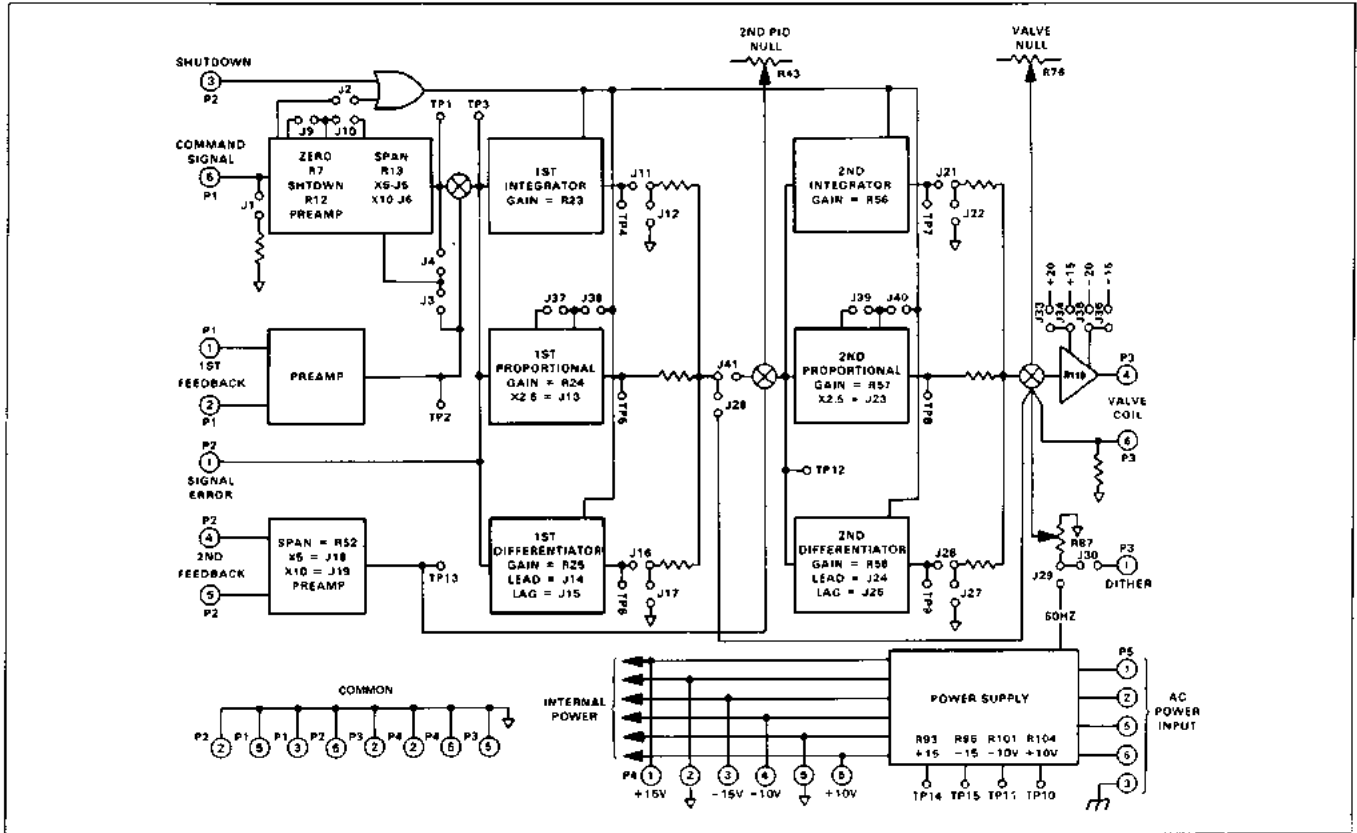 2ND PID
NULL
R43
VALVE
NULL
R76
SHUTDOWN
3
P2
J2
J9
J10
TP1
TP3
COMMAND
SIGNAL
6
P1
J1
ZERO
R7
SHTDOWN
R12
PREAMP
SPAN
R13
X5-J5
X10-J6
J4
J3
1ST
INTEGRATOR
GAIN = R23
J11
TP4
J12
2ND
INTEGRATOR
GAIN = R56
J21
TP7
J22
+20
+15
-20
-15
J33
J34
J35
J36
P1
1
1ST
FEEDBACK
2
P1
PREAMP
TP2
J37
J38
1ST
PROPORTIONAL
GAIN = R24
X2.5 = J13
TP5
J41
J28
J39
J40
2ND
PROPORTIONAL
GAIN = R57
X2.5 = J23
TP8
R119
P3
4
VALVE
COIL
6
P3
P2
1
SIGNAL
ERROR
TP12
P2
4
2ND
FEEDBACK
5
P2
SPAN = R52
X5 = J18
X10 = J19
PREAMP
TP13
1ST
DIFFERENTIATOR
GAIN = R25
LEAD = J14
LAG = J15
J16
TP6
J17
2ND
DIFFERENTIATOR
GAIN = R58
LEAD = J24
LAG = J25
J26
TP9
J27
R87
J30
J29
P3
1
DITHER
60HZ
INTERNAL
POWER
POWER SUPPLY
R93
+15
R95
-15
R101
-10V
R104
+10V
P5
1
2
5
6
3
AC
POWER
INPUT
COMMON
P2
2
P1
5
P1
3
P2
6
P3
2
P4
2
P4
5
P3
5
P4
1
+15V
2
3
-15V
4
-10V
5
6
+10V
TP14
TP15
TP11
TP10